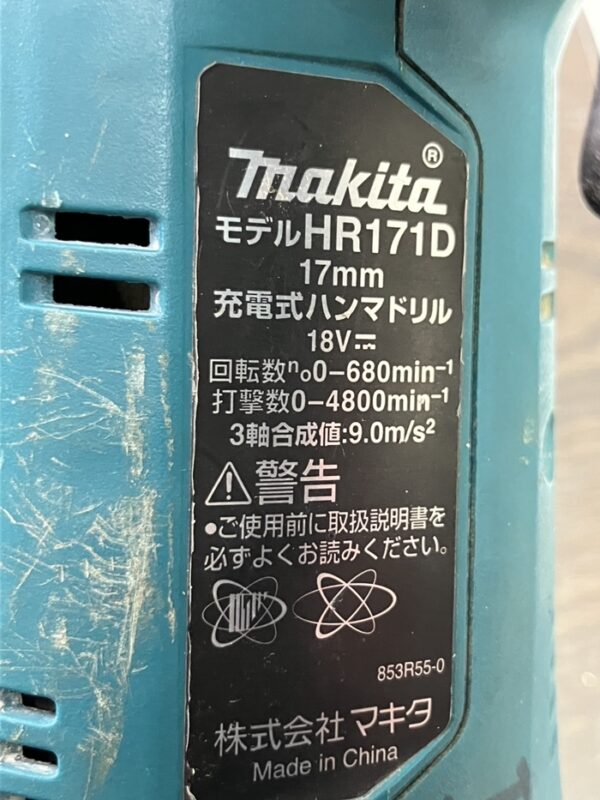 makita®
モデルHR171D
17mm
充電式ハンマドリル
18V⎓
回転数n₀0-680min⁻¹
打撃数0-4800min⁻¹
3軸合成値:9.0m/s²
⚠警告
●ご使用前に取扱説明書を
必ずよくお読みください。
853R55-0
株式会社 マキタ
Made in China